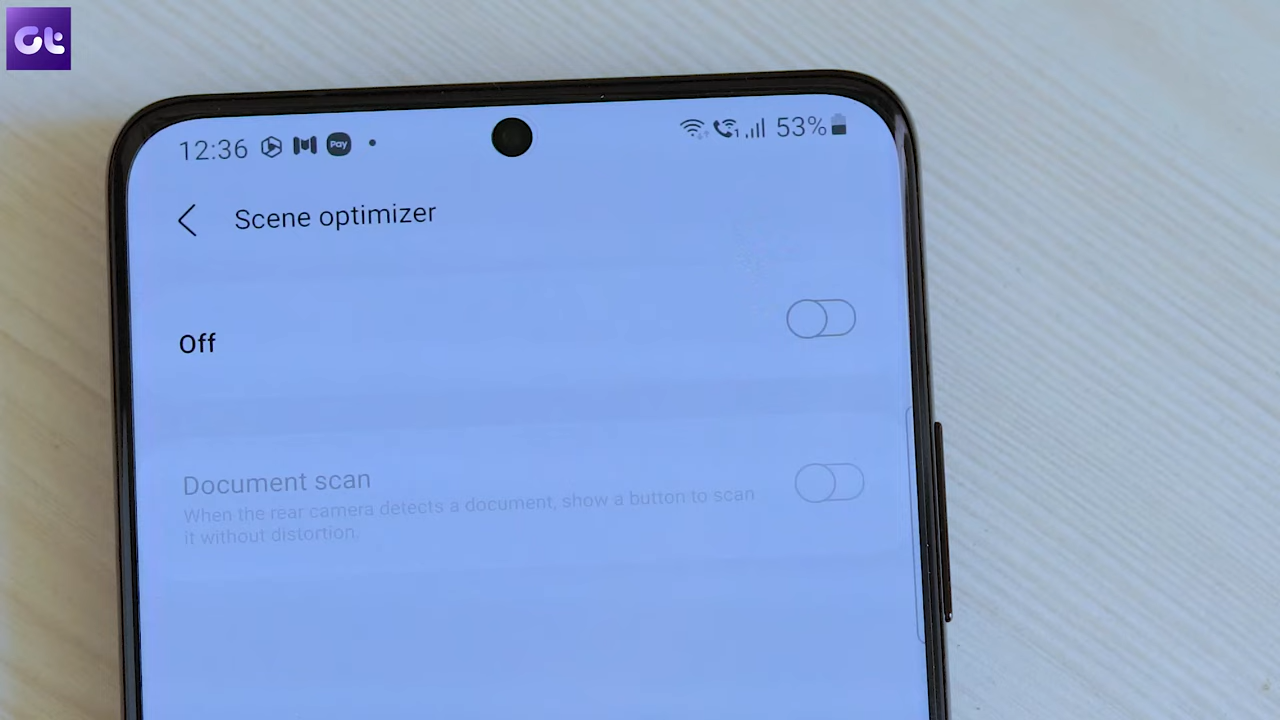 Gt
12:36 Pay 53%
Scene optimizer
Off
Document scan
When the rear camera detects a document, show a button to scan
it without distortion.